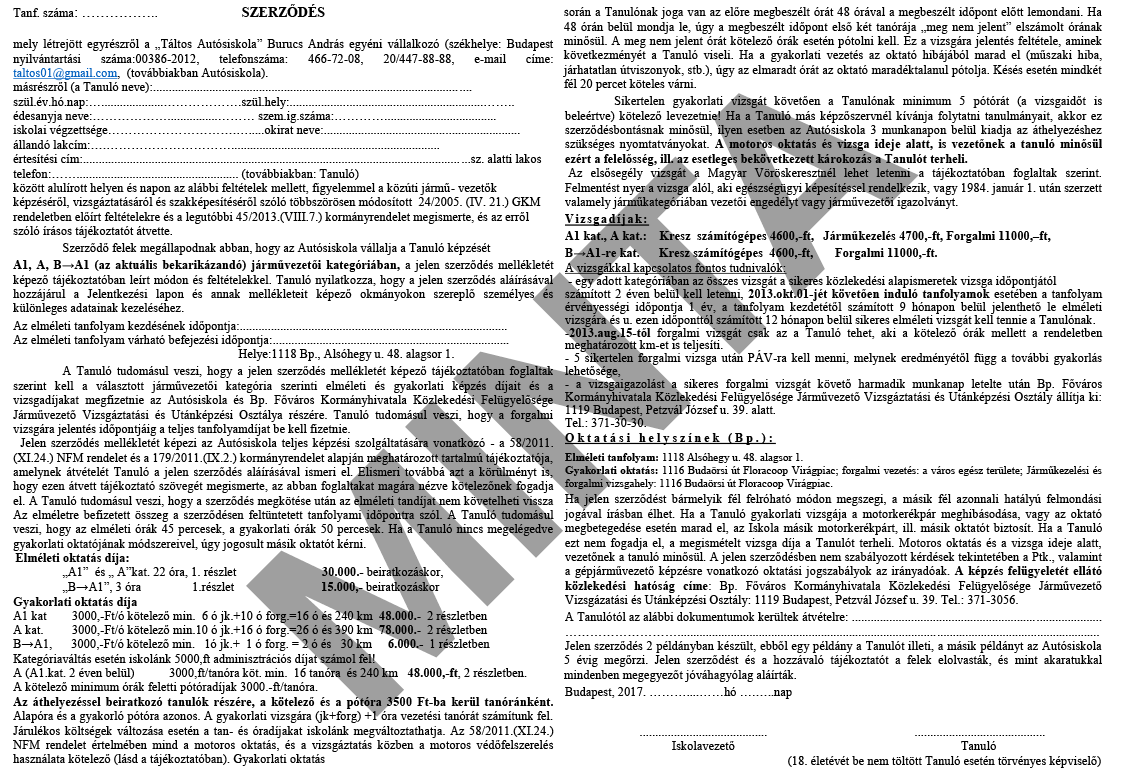 Tanf. száma: ……………..
SZERZŐDÉS
mely létrejött egyrészről a „Táltos Autósiskola” Burucs András egyéni vállalkozó (székhelye: Budapest
nyilvántartási száma:00386-2012, telefonszáma: 466-72-08, 20/447-88-88, e-mail címe:
taltos01@gmail.com, (továbbiakban Autósiskola).
másrészről (a Tanuló neve):...............................................................................................
szül.év.hó.nap:…..........................……………….szül.hely:……………………………………….
édesanyja neve:……………………………………… szem.ig.száma:……..............................................
iskolai végzettsége……………………………………..okirat neve:..................................................................
állandó lakcím:………………………………………………………………………………
értesítési cím:.......................................................................................................................... ...sz. alatti lakos
telefon:……............................................................ (továbbiakban: Tanuló)
között alulírott helyen és napon az alábbi feltételek mellett, figyelemmel a közúti jármű- vezetők
képzéséről, vizsgáztatásáról és szakképesítéséről szóló többszörösen módosított 24/2005. (IV. 21.) GKM
rendeletben előírt feltételekre és a legutóbbi 45/2013.(VIII.7.) kormányrendelet megismerte, és az erről
szóló írásos tájékoztatót átvette.
Szerződő felek megállapodnak abban, hogy az Autósiskola vállalja a Tanuló képzését
A1, A, B→A1 (az aktuális bekarikázandó) járművezetői kategóriában, a jelen szerződés mellékletét
képező tájékoztatóban leírt módon és feltételekkel. Tanuló nyilatkozza, hogy a jelen szerződés aláírásával
hozzájárul a Jelentkezési lapon és annak mellékleteit képező okmányokon szereplő személyes és
különleges adatainak kezeléséhez.
Az elméleti tanfolyam kezdésének időpontja:.........................................................................................
Az elméleti tanfolyam várható befejezési időpontja:...............................................................................
Helye:1118 Bp., Alsóhegy u. 48. alagsor 1.
A Tanuló tudomásul veszi, hogy a jelen szerződés mellékletét képező tájékoztatóban foglaltak
szerint kell a választott járművezetői kategória szerinti elméleti és gyakorlati képzés díjait és a
vizsgadíjakat megfizetnie az Autósiskola és Bp. Főváros Kormányhivatala Közlekedési Felügyelősége
Járművezető Vizsgáztatási és Utánképzési Osztálya részére. Tanuló tudomásul veszi, hogy a forgalmi
vizsgára jelentés időpontjáig a teljes tanfolyamdíjat be kell fizetnie.
Jelen szerződés mellékletét képezi az Autósiskola teljes képzési szolgáltatására vonatkozó - a 58/2011.
(XI.24.) NFM rendelet és a 179/2011.(IX.2.) kormányrendelet alapján meghatározott tartalmú tájékoztatója,
amelynek átvételét Tanuló a jelen szerződés aláírásával ismeri el. Elismeri továbbá azt a körülményt is,
hogy ezen átvett tájékoztató szövegét megismerte, az abban foglaltakat magára nézve kötelezőnek fogadja
el. A Tanuló tudomásul veszi, hogy a szerződés megkötése után az elméleti tandíjat nem követelheti vissza
Az elméletre befizetett összeg a szerződésen feltüntetett tanfolyami időpontra szól. A Tanuló tudomásul
veszi, hogy az elméleti órák 45 percesek, a gyakorlati órák 50 percesek. Ha a Tanuló nincs megelégedve
gyakorlati oktatójának módszereivel, úgy jogosult másik oktatót kérni.
Elméleti oktatás díja:
„A1” és „ A”kat. 22 óra, 1. részlet 30.000.- beiratkozáskor,
„B→A1”, 3 óra 1.részlet 15.000,- beiratkozáskor
Gyakorlati oktatás díja
A1 kat 3000,-Ft/ó kötelező min. 6 ó jk.+10 ó forg.=16 ó és 240 km 48.000.- 2 részletben
A kat. 3000,-Ft/ó kötelező min.10 ó jk.+16 ó forg.=26 ó és 390 km 78.000.- 2 részletben
B→A1, 3000,-Ft/ó kötelező min. 1ó jk.+ 1 ó forg. = 2 ó és 30 km 6.000.- 1 részletben
Kategóriaváltás esetén iskolánk 5000,ft adminisztrációs díjat számol fel!
A (A1.kat. 2 éven belül) 3000,ft/tanóra köt. min. 16 tanóra és 240 km 48.000,-ft, 2 részletben.
A kötelező minimum órák feletti pótóradíjak 3000.-ft/tanóra.
Az áthelyezéssel beiratkozó tanulók részére, a kötelező és a pótóra 3500 Ft-ba kerül tanóránként.
Alapóra és a gyakorló pótóra azonos. A gyakorlati vizsgára (jk+forg) +1 óra vezetési tanórát számítunk fel.
Járulékos költségek változása esetén a tan- és óradíjakat iskolánk megváltoztathatja. Az 58/2011.(XI.24.)
NFM rendelet értelmében mind a motoros oktatás, és a vizsgáztatás közben a motoros védőfelszerelés
használata kötelező (lásd a tájékoztatóban). Gyakorlati oktatás
során a Tanulónak joga van az előre megbeszélt órát 48 órával a megbeszélt időpont előtt lemondani. Ha
48 órán belül mondja le, úgy a megbeszélt időpont első két tanórája „meg nem jelent” elszámolt órának
minősül. A meg nem jelent órát kötelező órák esetén pótolni kell. Ez a vizsgára jelentés feltétele, aminek
következményét a Tanuló viseli. Ha a gyakorlati vezetés az oktató hibájából marad el (műszaki hiba,
járhatatlan útviszonyok, stb.), úgy az elmaradt órát az oktató maradéktalanul pótolja. Késés esetén mindkét
fél 20 percet köteles várni.
Sikertelen gyakorlati vizsgát követően a Tanulónak minimum 5 pótórát (a vizsgaidőt is
beleértve) kötelező levezetnie! Ha a Tanuló más képzőszervnél kívánja folytatni tanulmányait, akkor ez
szerződésbontásnak minősül, ilyen esetben az Autósiskola 3 munkanapon belül kiadja az áthelyezéshez
szükséges nyomtatványokat. A motoros oktatás és vizsga ideje alatt, is vezetőnek a tanuló minősül
ezért a felelősség, ill. az esetleges bekövetkezett károkozás a Tanulót terheli.
Az elsősegély vizsgát a Magyar Vöröskeresztnél lehet letenni a tájékoztatóban foglaltak szerint.
Felmentést nyer a vizsga alól, aki egészségügyi képesítéssel rendelkezik, vagy 1984. január 1. után szerzett
valamely járműkategóriában vezetői engedélyt vagy járművezetői igazolványt.
Vizsgadíjak:
A1 kat., A kat.: Kresz számítógépes 4600,-ft, Járműkezelés 4700,-ft, Forgalmi 11000,–ft,
B→A1-re kat. Kresz számítógépes 4600,-ft, Forgalmi 11000,-ft.
A vizsgákkal kapcsolatos fontos tudnivalók:
- egy adott kategóriában az összes vizsgát a sikeres közlekedési alapismeretek vizsga időpontjától
számított 2 éven belül kell letenni, 2013.okt.01-jét követően induló tanfolyamok esetében a tanfolyam
érvényességi időpontja 1 év, a tanfolyam kezdetétől számított 9 hónapon belül jelenthető le elméleti
vizsgára és u. ezen időponttól számított 12 hónapon belül sikeres elméleti vizsgát kell tennie a Tanulónak.
-2013.aug.15-től forgalmi vizsgát csak az a Tanuló tehet, aki a kötelező órák mellett a rendeletben
meghatározott km-et is teljesíti.
- 5 sikertelen forgalmi vizsga után PÁV-ra kell menni, melynek eredményétől függ a további gyakorlás
lehetősége,
- a vizsgaigazolást a sikeres forgalmi vizsgát követő harmadik munkanap letelte után Bp. Főváros
Kormányhivatala Közlekedési Felügyelősége Járművezető Vizsgáztatási és Utánképzési Osztály állítja ki:
1119 Budapest, Petzvál József u. 39. alatt.
Tel.: 371-30-30.
Oktatási helyszínek (Bp.):
Elméleti tanfolyam: 1118 Alsóhegy u. 48. alagsor 1.
Gyakorlati oktatás: 1116 Budaörsi út Floracoop Virágpiac; forgalmi vezetés: a város egész területe; Járműkezelési és
forgalmi vizsgahely: 1116 Budaörsi út Floracoop Virágpiac.
Ha jelen szerződést bármelyik fél felróható módon megszegi, a másik fél azonnali hatályú felmondási
jogával írásban élhet. Ha a Tanuló gyakorlati vizsgája a motorkerékpár meghibásodása, vagy az oktató
megbetegedése esetén marad el, az Iskola másik motorkerékpárt, ill. másik oktatót biztosít. Ha a Tanuló
ezt nem fogadja el, a megismételt vizsga díja a Tanulót terheli. Motoros oktatás és a vizsga ideje alatt,
vezetőnek a tanuló minősül. A jelen szerződésben nem szabályozott kérdések tekintetében a Ptk., valamint
a gépjárművezető képzésre vonatkozó oktatási jogszabályok az irányadóak. A képzés felügyeletét ellátó
közlekedési hatóság címe: Bp. Főváros Kormányhivatala Közlekedési Felügyelősége Járművezető
Vizsgázatási és Utánképzési Osztály: 1119 Budapest, Petzvál József u. 39. Tel.: 371-3056.
A Tanulótól az alábbi dokumentumok kerültek átvételre: ...................................................................................
……………………………………………………………………………………………………
Jelen szerződés 2 példányban készült, ebből egy példány a Tanulót illeti, a másik példányt az Autósiskola
5 évig megőrzi. Jelen szerződést és a hozzávaló tájékoztatót a felek elolvasták, és mint akaratukkal
mindenben megegyezőt jóváhagyólag aláírták.
Budapest, 2017. ………...…….hó ……..nap
............................................ ............................................
Iskolavezető Tanuló
(18. életévét be nem töltött Tanuló esetén törvényes képviselő)
MINTA